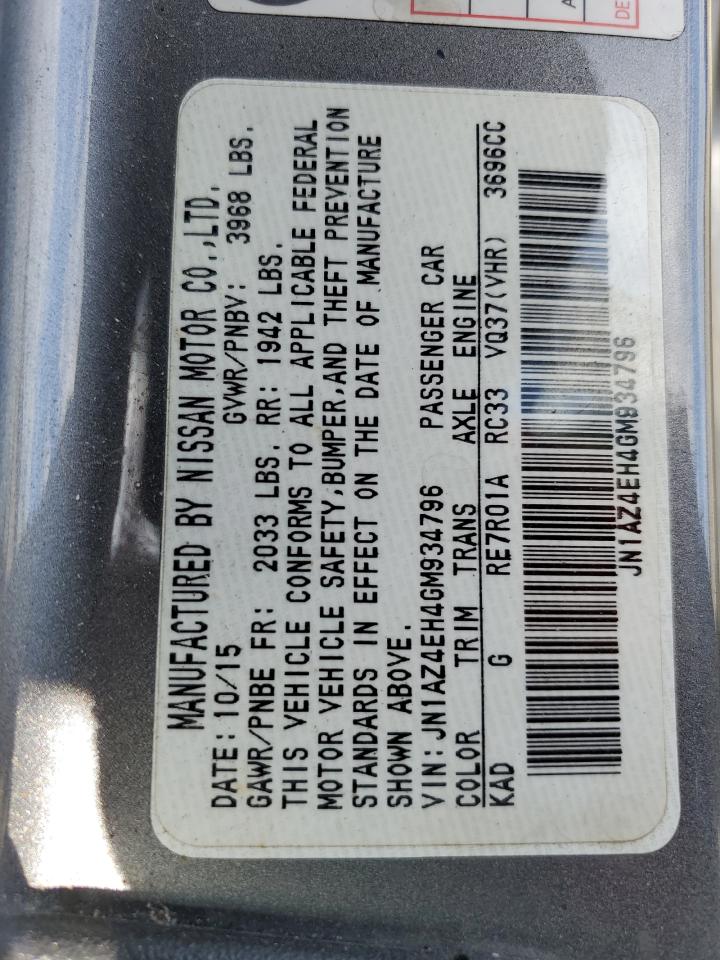 A
DE
MANUFACTURED BY NISSAN MOTOR CO.,LTD.
DATE: 10/15 GVWR/PNBV: 3968 LBS.
GAWR/PNBE FR: 2033 LBS. RR: 1942 LBS.
THIS VEHICLE CONFORMS TO ALL APPLICABLE FEDERAL
MOTOR VEHICLE SAFETY,BUMPER,AND THEFT PREVENTION
STANDARDS IN EFFECT ON THE DATE OF MANUFACTURE
SHOWN ABOVE.
VIN: JN1AZ4EH4GM934796 PASSENGER CAR
COLOR TRIM TRANS AXLE ENGINE
KAD G RE7R01A RC33 VQ37(VHR) 3696CC
JN1AZ4EH4GM934796